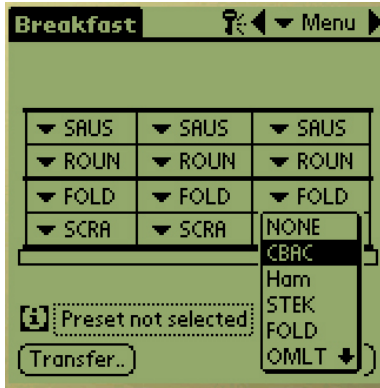 Breakfast Menu
SAUS SAUS SAUS
ROUN ROUN ROUN
FOLD FOLD FOLD
SCRA SCRA NONE
CBAC
Ham
STEK
FOLD
OMLT
i Preset not selected
Transfer..